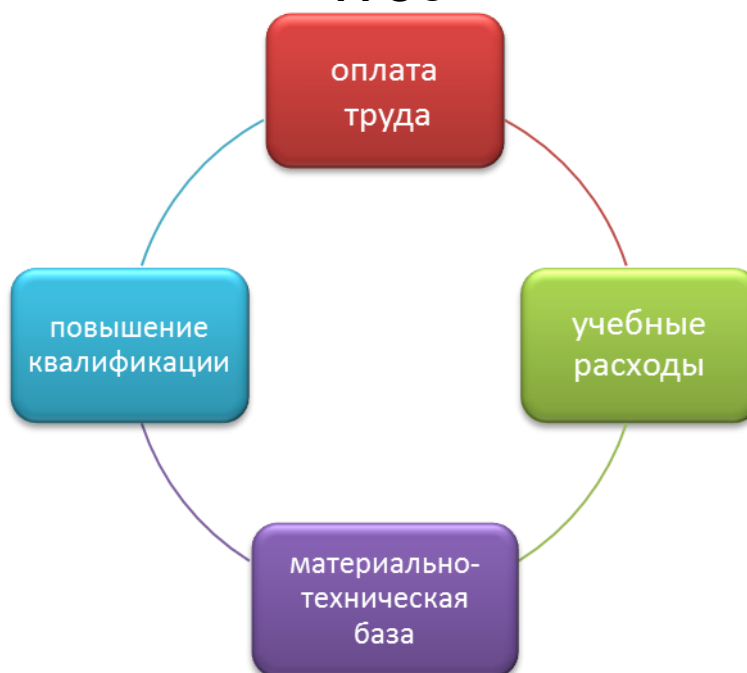 оплата
труда
учебные
расходы
повышение
квалификации
материально-
техническая
база